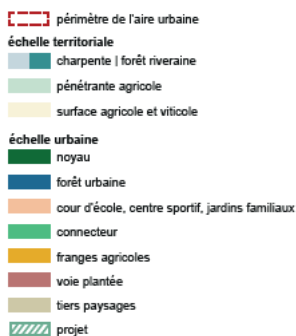 périmètre de l'aire urbaine
échelle territoriale
charpente | forêt riveraine
pénétrante agricole
surface agricole et viticole
échelle urbaine
noyau
forêt urbaine
cour d'école, centre sportif, jardins familiaux
connecteur
franges agricoles
voie plantée
tiers paysages
projet